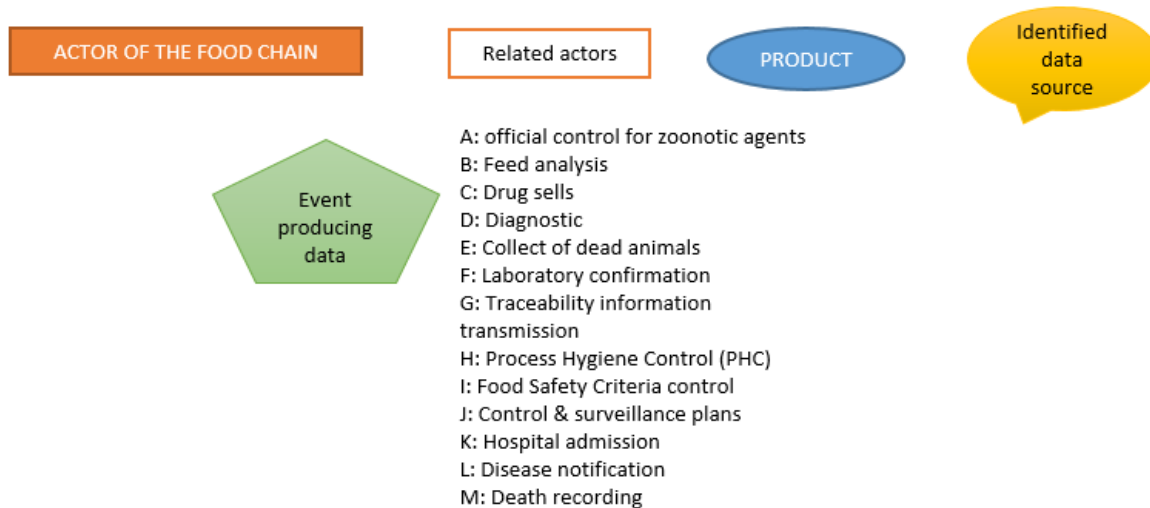 ACTOR OF THE FOOD CHAIN
Related actors
PRODUCT
Identified
data
source
Event
producing
data
A: official control for zoonotic agents
B: Feed analysis
C: Drug sells
D: Diagnostic
E: Collect of dead animals
F: Laboratory confirmation
G: Traceability information
transmission
H: Process Hygiene Control (PHC)
I: Food Safety Criteria control
J: Control & surveillance plans
K: Hospital admission
L: Disease notification
M: Death recording